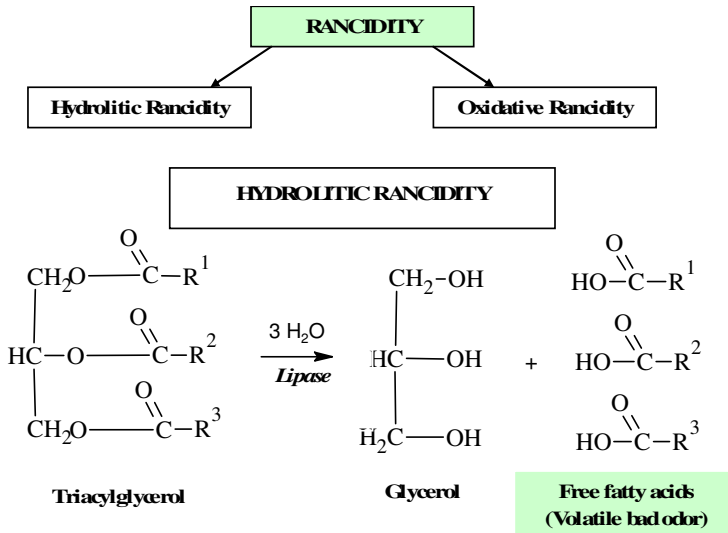 RANCIDITY
Hydrolitic Rancidity
Oxidative Rancidity
HYDROLITIC RANCIDITY
O
CH₂O—C–R¹
O
HC–O—C–R²
O
CH₂O—C–R³
3 H₂O
Lipase
CH₂–OH
HC—OH
H₂C—OH
+
O
HO–C–R¹
O
HO–C–R²
O
HO–C–R³
Triacylglycerol
Glycerol
Free fatty acids
(Volatile bad odor)